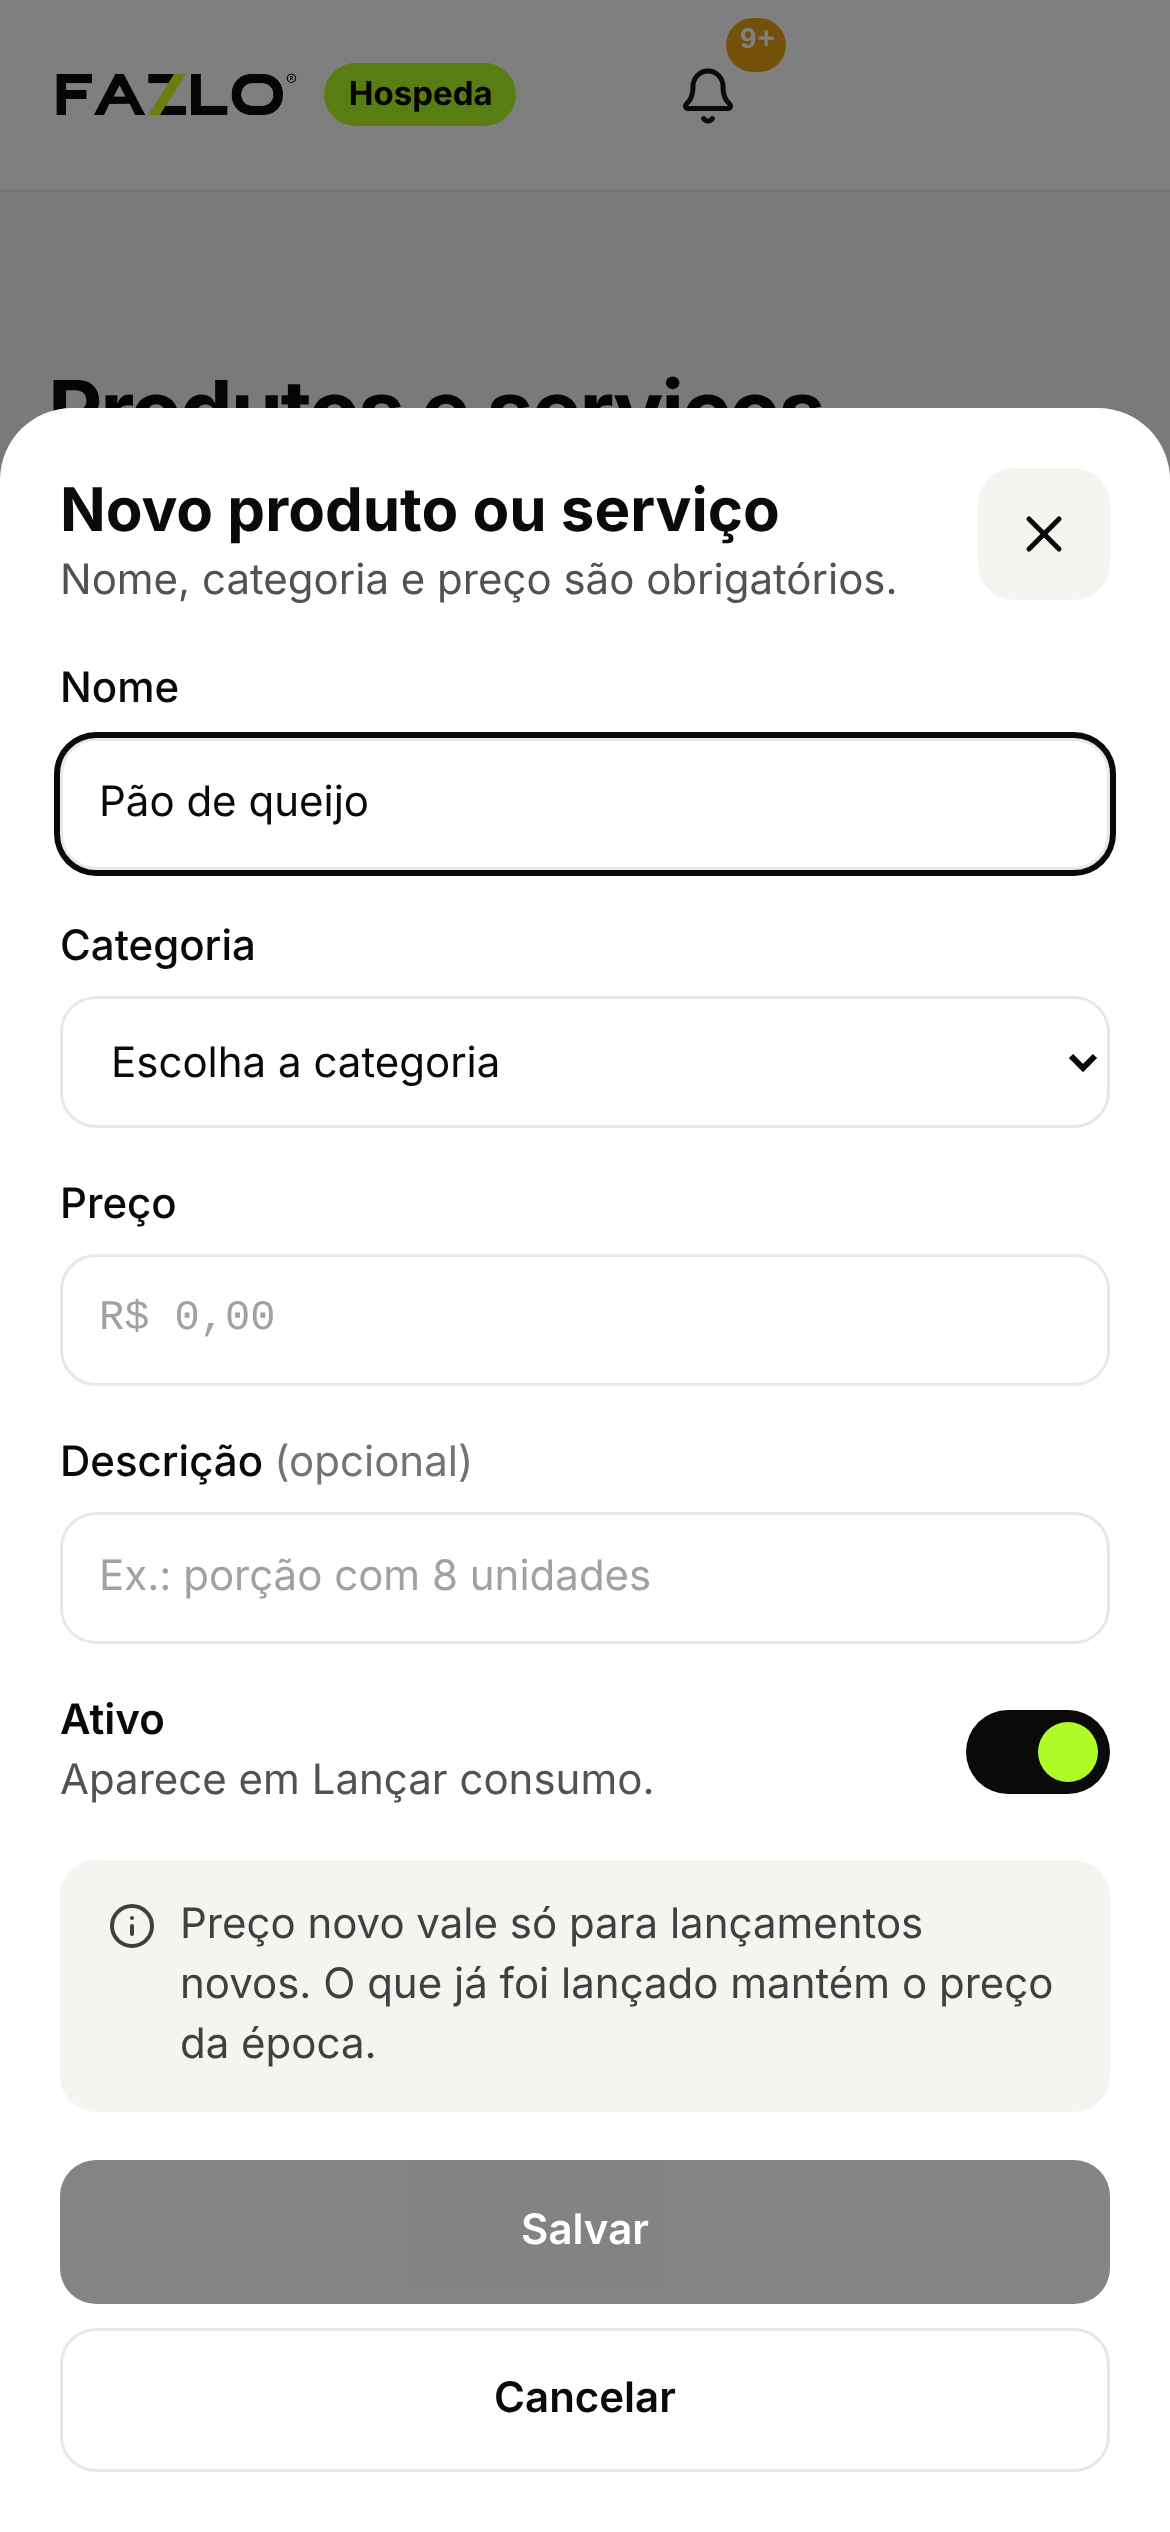 FAZLO®
Hospeda
9+
Produtos e serviços
Novo produto ou serviço
Nome, categoria e preço são obrigatórios.
Nome
Pão de queijo
Categoria
Escolha a categoria
Preço
R$ 0,00
Descrição (opcional)
Ex.: porção com 8 unidades
Ativo
Aparece em Lançar consumo.
Preço novo vale só para lançamentos
novos. O que já foi lançado mantém o preço
da época.
Salvar
Cancelar